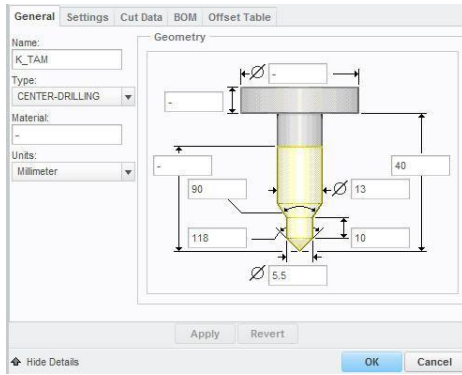 General Settings Cut Data BOM Offset Table
Name:
K_TAM
Type:
CENTER-DRILLING
Material:
-
Units:
Millimeter
Geometry
Ø -
-
-
40
90
Ø 13
118
10
Ø 5.5
Apply Revert
Hide Details
OK Cancel